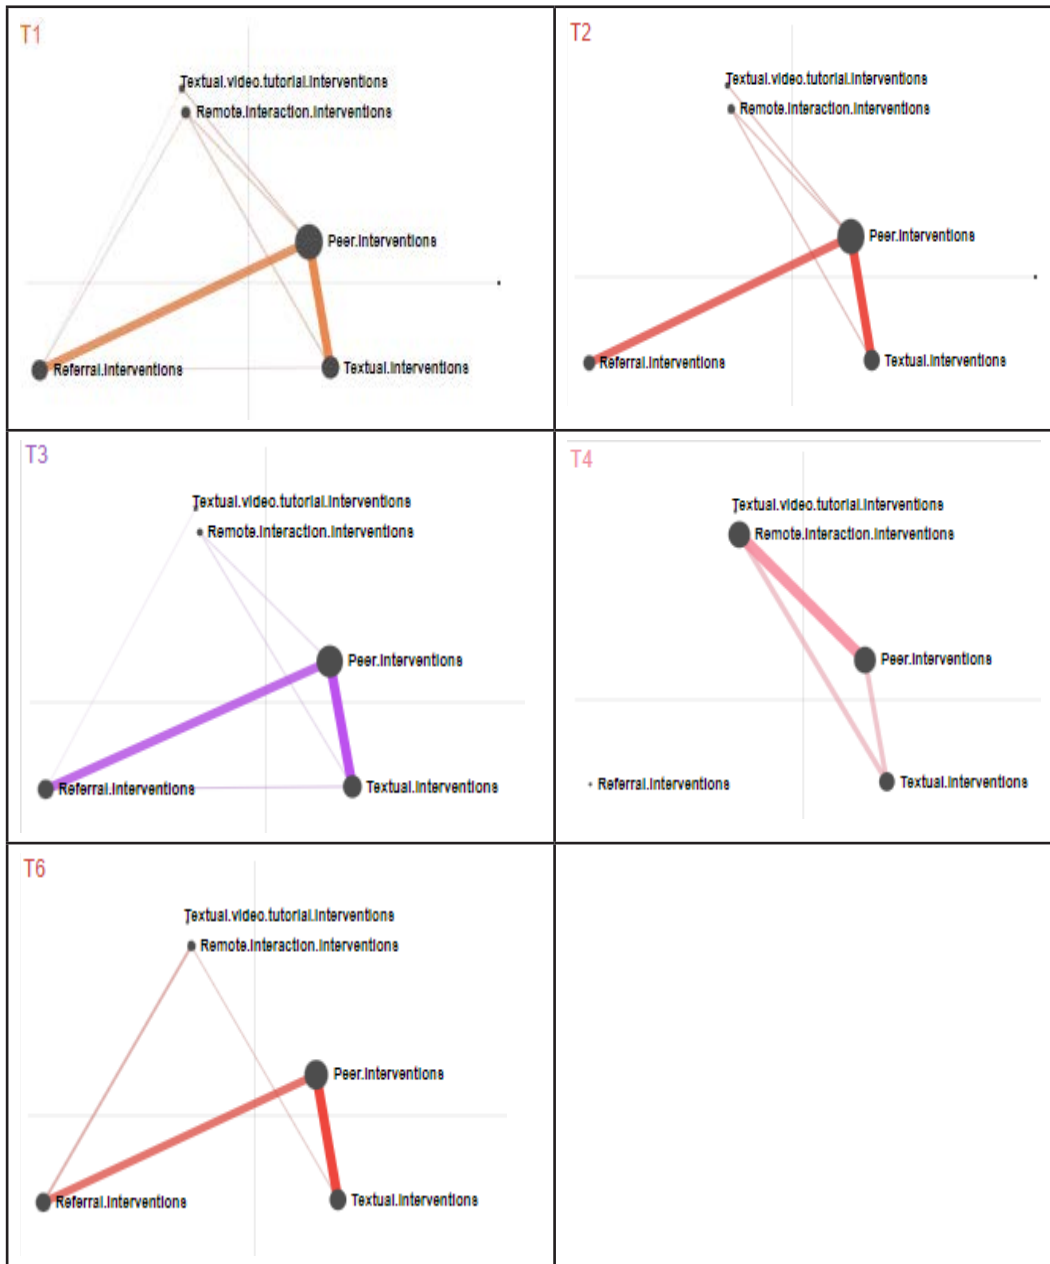 T1
Textual.video.tutorial.Interventions
Remote.Interaction.Interventions
Peer.Interventions
Referral.Interventions
Textual.Interventions
T2
Textual.video.tutorial.Interventions
Remote.Interaction.Interventions
Peer.Interventions
Referral.Interventions
Textual.Interventions
T3
Textual.video.tutorial.Interventions
Remote.Interaction.Interventions
Peer.Interventions
Referral.Interventions
Textual.Interventions
T4
Textual.video.tutorial.Interventions
Remote.Interaction.Interventions
Peer.Interventions
Referral.Interventions
Textual.Interventions
T6
Textual.video.tutorial.Interventions
Remote.Interaction.Interventions
Peer.Interventions
Referral.Interventions
Textual.Interventions